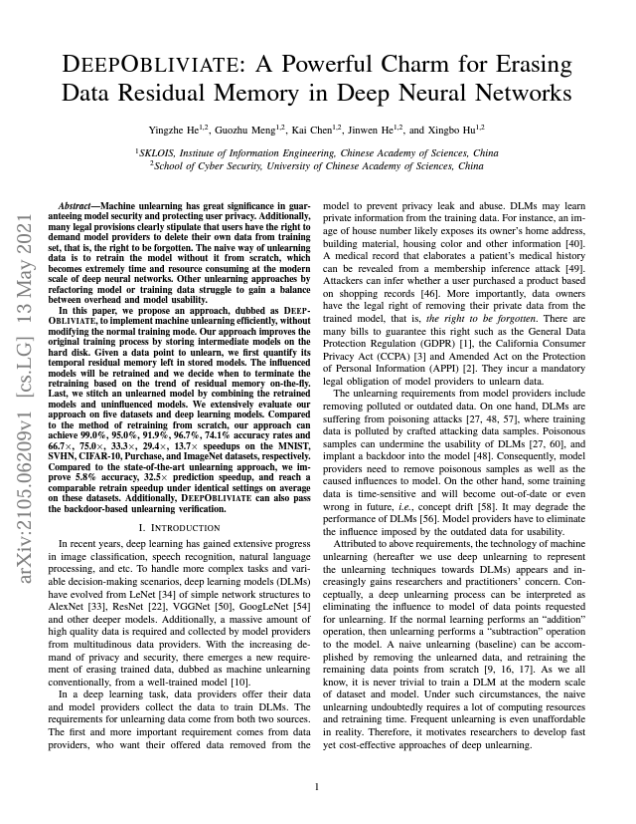 DEEPOBLIVIATE: A Powerful Charm for Erasing
Data Residual Memory in Deep Neural Networks
Yingzhe He1,2, Guozhu Meng1,2, Kai Chen1,2, Jinwen He1,2, and Xingbo Hu1,2
1SKLOIS, Institute of Information Engineering, Chinese Academy of Sciences, China
2School of Cyber Security, University of Chinese Academy of Sciences, China
arXiv:2105.06209v1 [cs.LG] 13 May 2021
Abstract—Machine unlearning has great significance in guar-
anteeing model security and protecting user privacy. Additionally,
many legal provisions clearly stipulate that users have the right to
demand model providers to delete their own data from training
set, that is, the right to be forgotten. The naive way of unlearning
data is to retrain the model without it from scratch, which
becomes extremely time and resource consuming at the modern
scale of deep neural networks. Other unlearning approaches by
refactoring model or training data struggle to gain a balance
between overhead and model usability.
In this paper, we propose an approach, dubbed as DEEP-
OBLIVIATE, to implement machine unlearning efficiently, without
modifying the normal training mode. Our approach improves the
original training process by storing intermediate models on the
hard disk. Given a data point to unlearn, we first quantify its
temporal residual memory left in stored models. The influenced
models will be retrained and we decide when to terminate the
retraining based on the trend of residual memory on-the-fly.
Last, we stitch an unlearned model by combining the retrained
models and uninfluenced models. We extensively evaluate our
approach on five datasets and deep learning models. Compared
to the method of retraining from scratch, our approach can
achieve 99.0%, 95.0%, 91.9%, 96.7%, 74.1% accuracy rates and
66.7×, 75.0×, 33.3×, 29.4×, 13.7× speedups on the MNIST,
SVHN, CIFAR-10, Purchase, and ImageNet datasets, respectively.
Compared to the state-of-the-art unlearning approach, we im-
prove 5.8% accuracy, 32.5× prediction speedup, and reach a
comparable retrain speedup under identical settings on average
on these datasets. Additionally, DEEPOBLIVIATE can also pass
the backdoor-based unlearning verification.
I. INTRODUCTION
In recent years, deep learning has gained extensive progress
in image classification, speech recognition, natural language
processing, and etc. To handle more complex tasks and vari-
able decision-making scenarios, deep learning models (DLMs)
have evolved from LeNet [34] of simple network structures to
AlexNet [33], ResNet [22], VGGNet [50], GoogLeNet [54]
and other deeper models. Additionally, a massive amount of
high quality data is required and collected by model providers
from multitudinous data providers. With the increasing de-
mand of privacy and security, there emerges a new require-
ment of erasing trained data, dubbed as machine unlearning
conventionally, from a well-trained model [10].
In a deep learning task, data providers offer their data
and model providers collect the data to train DLMs. The
requirements for unlearning data come from both two sources.
The first and more important requirement comes from data
providers, who want their offered data removed from the
model to prevent privacy leak and abuse. DLMs may learn
private information from the training data. For instance, an im-
age of house number likely exposes its owner's home address,
building material, housing color and other information [40].
A medical record that elaborates a patient's medical history
can be revealed from a membership inference attack [49].
Attackers can infer whether a user purchased a product based
on shopping records [46]. More importantly, data owners
have the legal right of removing their private data from the
trained model, that is, the right to be forgotten. There are
many bills to guarantee this right such as the General Data
Protection Regulation (GDPR) [1], the California Consumer
Privacy Act (CCPA) [3] and Amended Act on the Protection
of Personal Information (APPI) [2]. They incur a mandatory
legal obligation of model providers to unlearn data.
The unlearning requirements from model providers include
removing polluted or outdated data. On one hand, DLMs are
suffering from poisoning attacks [27, 48, 57], where training
data is polluted by crafted attacking data samples. Poisonous
samples can undermine the usability of DLMs [27, 60], and
implant a backdoor into the model [48]. Consequently, model
providers need to remove poisonous samples as well as the
caused influences to model. On the other hand, some training
data is time-sensitive and will become out-of-date or even
wrong in future, i.e., concept drift [58]. It may degrade the
performance of DLMs [56]. Model providers have to eliminate
the influence imposed by the outdated data for usability.
Attributed to above requirements, the technology of machine
unlearning (hereafter we use deep unlearning to represent
the unlearning techniques towards DLMs) appears and in-
creasingly gains researchers and practitioners' concern. Con-
ceptually, a deep unlearning process can be interpreted as
eliminating the influence to model of data points requested
for unlearning. If the normal learning performs an "addition"
operation, then unlearning performs a "subtraction" operation
to the model. A naive unlearning (baseline) can be accom-
plished by removing the unlearned data, and retraining the
remaining data points from scratch [9, 16, 17]. As we all
know, it is never trivial to train a DLM at the modern scale
of dataset and model. Under such circumstances, the naive
unlearning undoubtedly requires a lot of computing resources
and retraining time. Frequent unlearning is even unaffordable
in reality. Therefore, it motivates researchers to develop fast
yet cost-effective approaches of deep unlearning.
1